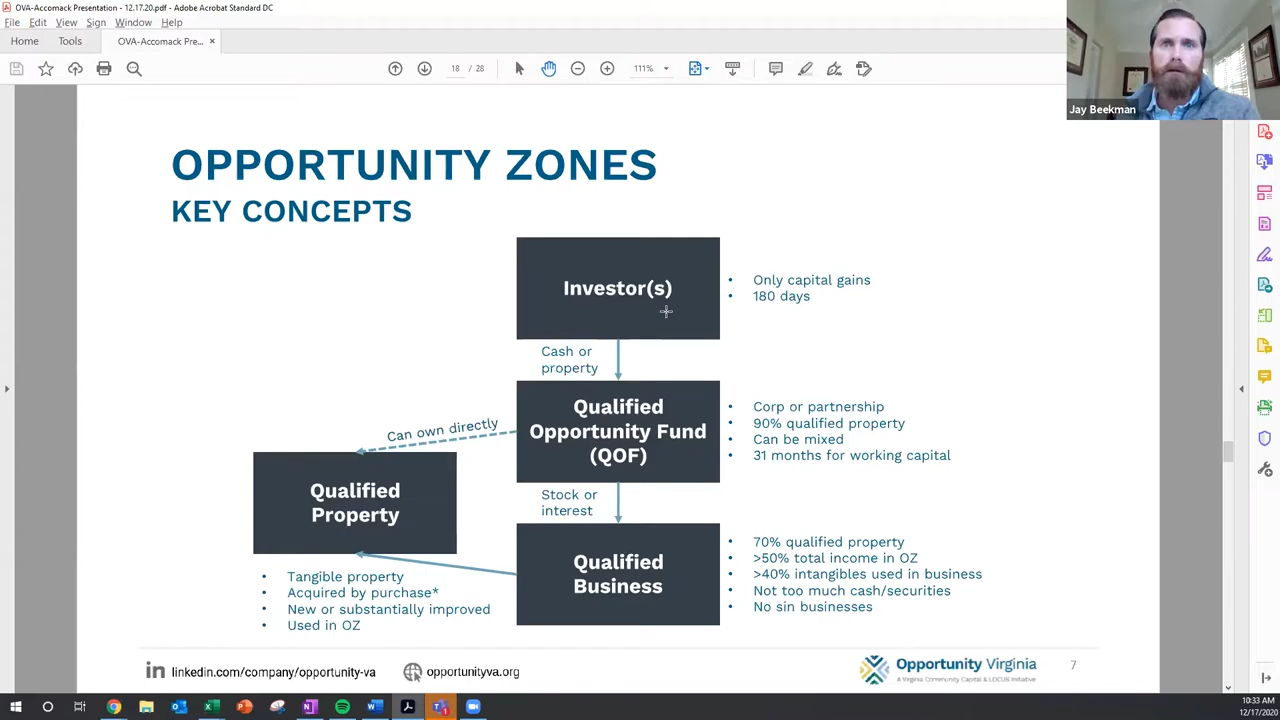 OVA-Accomack Presentation - 12.17.20.pdf - Adobe Acrobat Standard DC
File Edit View Sign Window Help
Home Tools OVA-Accomack Pre... ×
18 / 28 111%
Jay Beekman
OPPORTUNITY ZONES
KEY CONCEPTS
Investor(s)
• Only capital gains
• 180 days
Cash or
property
Qualified
Opportunity Fund
(QOF)
• Corp or partnership
• 90% qualified property
• Can be mixed
• 31 months for working capital
Can own directly
Stock or
interest
Qualified
Property
• Tangible property
• Acquired by purchase*
• New or substantially improved
• Used in OZ
Qualified
Business
• 70% qualified property
• >50% total income in OZ
• >40% intangibles used in business
• Not too much cash/securities
• No sin businesses
linkedin.com/company/opportunity-va
opportunityva.org
Opportunity Virginia
A Virginia Community Capital & LOCUS Initiative
7
10:33 AM
12/17/2020